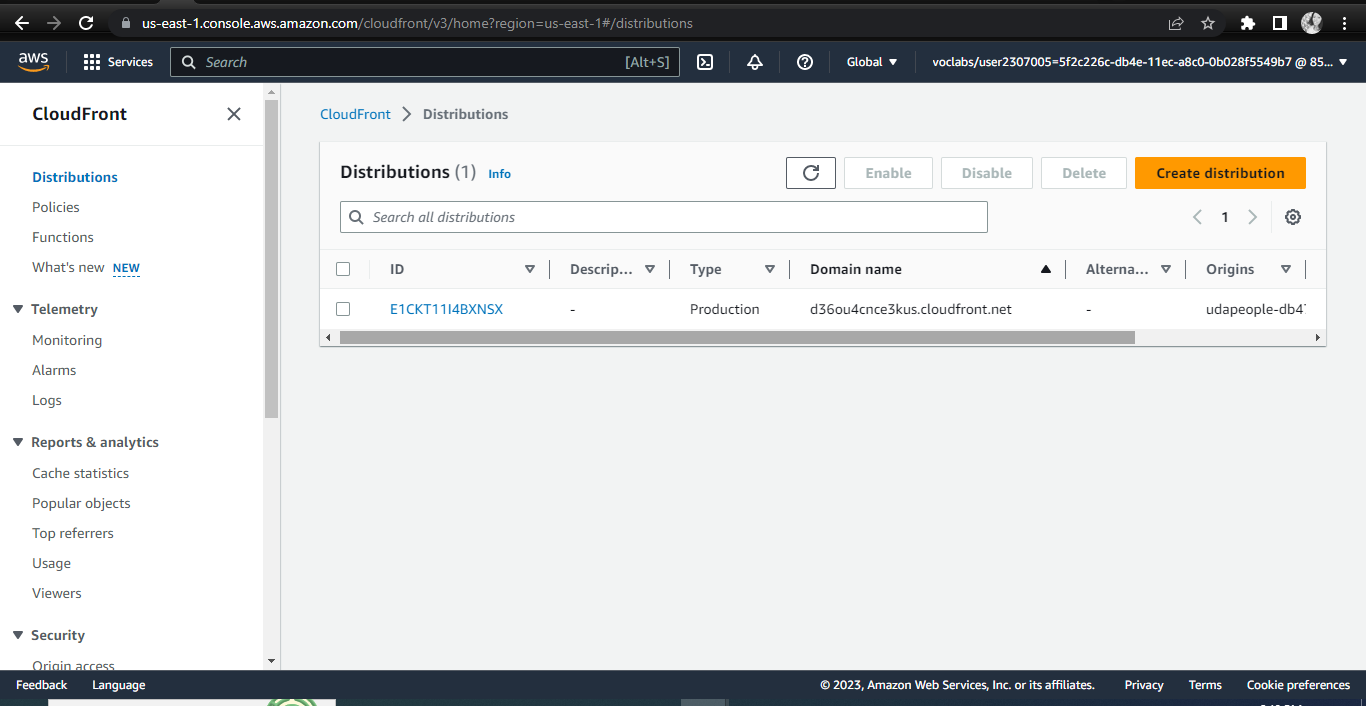 us-east-1.console.aws.amazon.com/cloudfront/v3/home?region=us-east-1#/distributions
aws Services Search [Alt+S] Global voclabs/user2307005=5f2c226c-db4e-11ec-a8c0-0b028f5549b7 @ 85...
CloudFront
Distributions
Policies
Functions
What's new NEW
Telemetry
Monitoring
Alarms
Logs
Reports & analytics
Cache statistics
Popular objects
Top referrers
Usage
Viewers
Security
Origin access
CloudFront Distributions
Distributions (1) Info Enable Disable Delete Create distribution
Search all distributions 1
ID Descrip... Type Domain name Alterna... Origins
E1CKT11I4BXNSX - Production d36ou4cnce3kus.cloudfront.net - udapeople-db4
Feedback Language © 2023, Amazon Web Services, Inc. or its affiliates. Privacy Terms Cookie preferences